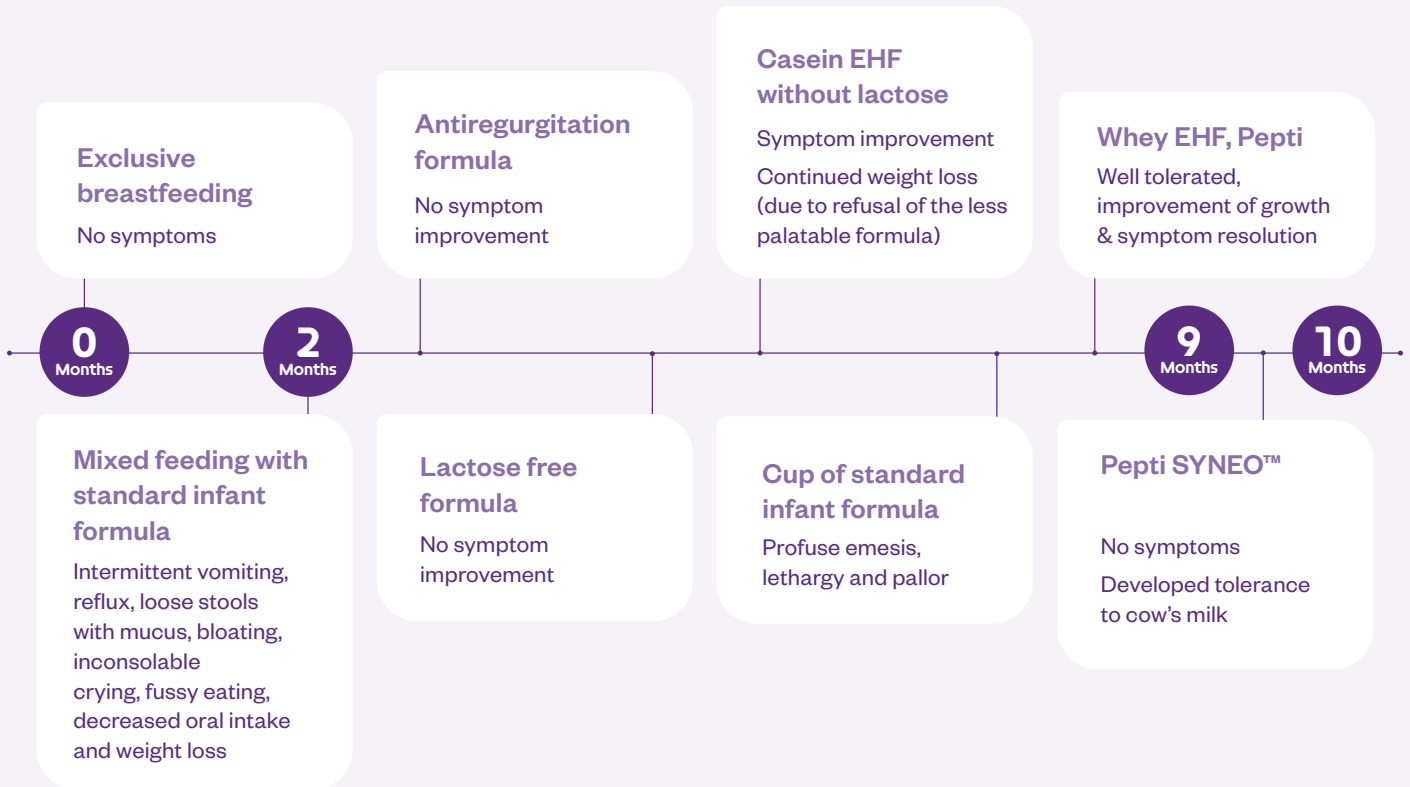 Exclusive
breastfeeding
No symptoms
Antiregurgitation
formula
No symptom
improvement
Casein EHF
without lactose
Symptom improvement
Continued weight loss
(due to refusal of the less
palatable formula)
Whey EHF, Pepti
Well tolerated,
improvement of growth
& symptom resolution
0
Months
2
Months
9
Months
10
Months
Mixed feeding with
standard infant
formula
Intermittent vomiting,
reflux, loose stools
with mucus, bloating,
inconsolable
crying, fussy eating,
decreased oral intake
and weight loss
Lactose free
formula
No symptom
improvement
Cup of standard
infant formula
Profuse emesis,
lethargy and pallor
Pepti SYNEO™
No symptoms
Developed tolerance
to cow’s milk